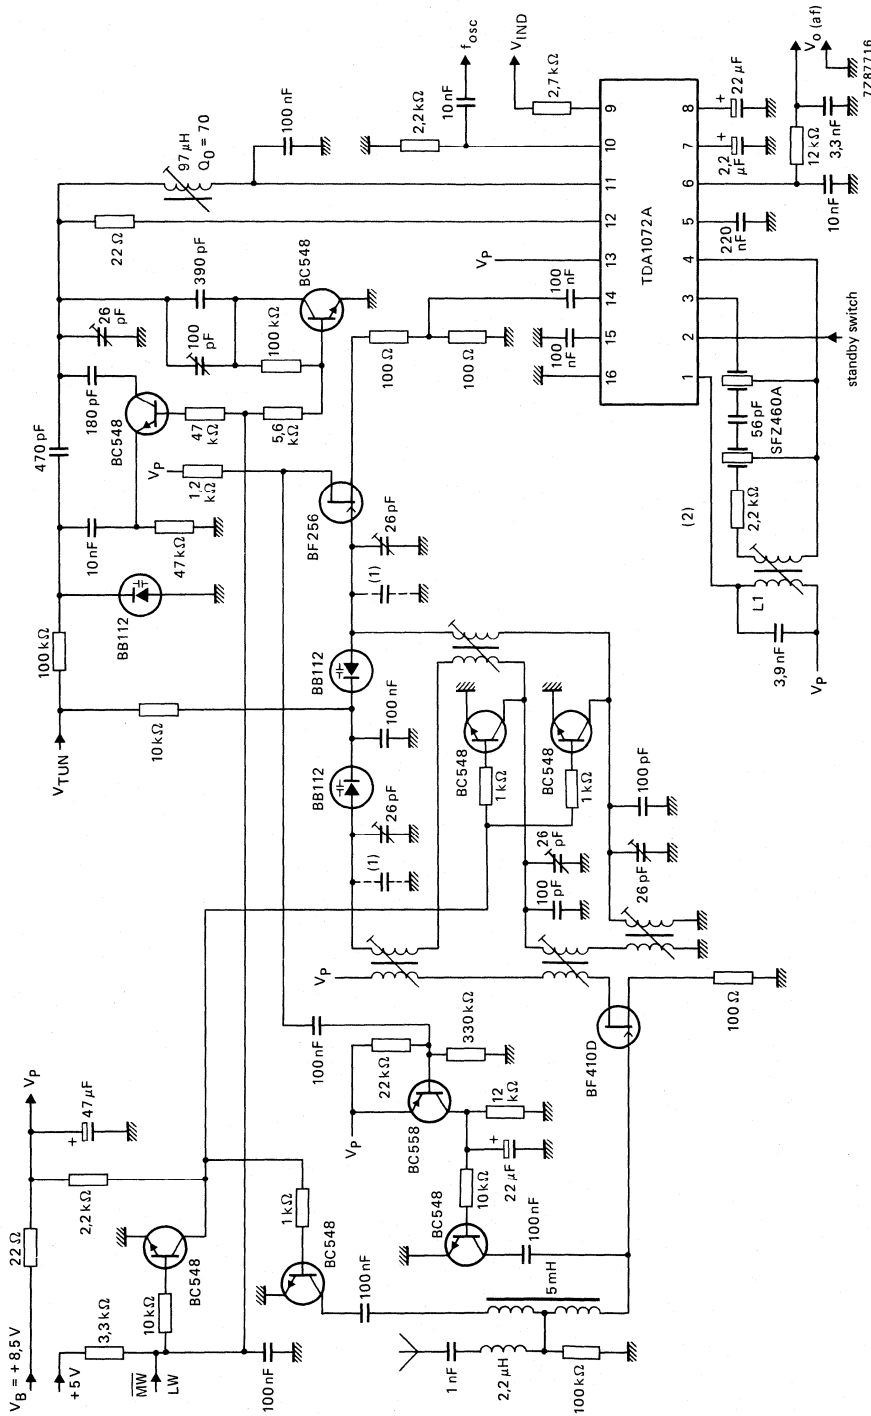 V_B = + 8,5 V
22 Ω
V_P
+
47 µF
+5 V
3,3 kΩ
2,2 kΩ
MW
LW
10 kΩ
BC548
100 nF
1 kΩ
BC548
100 nF
1 nF
2,2 µH
100 kΩ
5 mH
100 nF
BC548
10 kΩ
+
22 µF
BC558
12 kΩ
V_P
22 kΩ
330 kΩ
100 nF
BF410D
100 Ω
V_P
(1)
26 pF
BB112
100 nF
BB112
(1)
26 pF
BF256
100 pF
26 pF
26 pF
100 pF
BC548
1 kΩ
BC548
1 kΩ
V_TUN
100 kΩ
10 kΩ
BB112
10 nF
47 kΩ
470 pF
V_P
1,2 kΩ
BC548
180 pF
47 kΩ
5,6 kΩ
26 pF
100 pF
100 kΩ
390 pF
BC548
22 Ω
97 µH
Q_O = 70
100 nF
100 Ω
100 Ω
100 nF
100 nF
V_P
2,2 kΩ
10 nF
f_osc
2,7 kΩ
V_IND
16
15
14
13
12
11
10
9
TDA1072A
1
2
3
4
5
6
7
8
V_P
3,9 nF
L1
2,2 kΩ
56 pF
SFZ460A
(2)
standby switch
220 nF
10 nF
12 kΩ
3,3 nF
2,2 µF
+
22 µF
+
V_o (af)
7Z87716